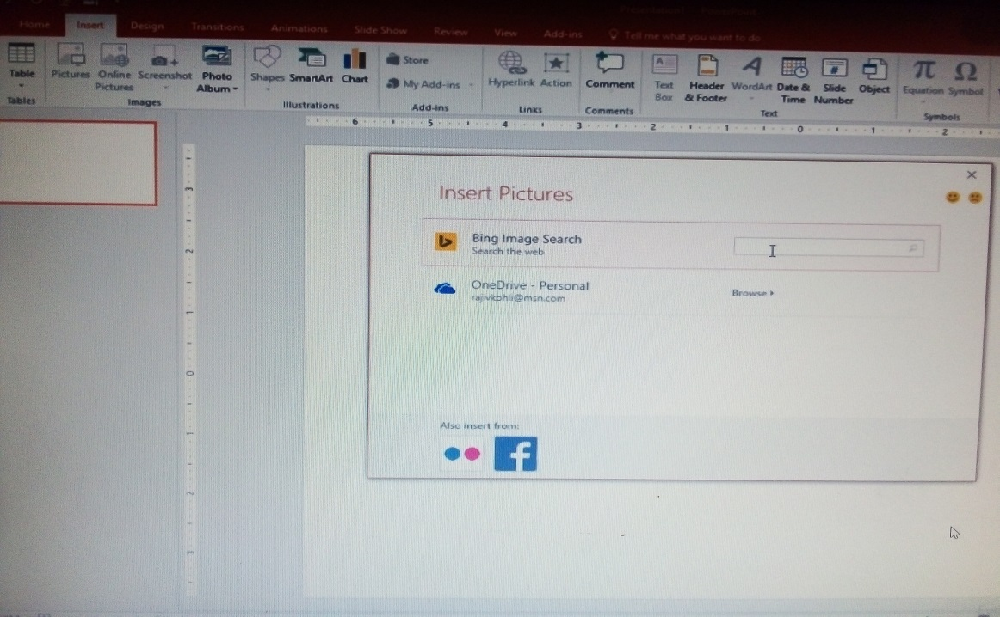 Home Insert Design Transitions Animations Slide Show Review View Add-ins Tell me what you want to do
Table
Tables
Pictures
Online Pictures
Screenshot
Photo Album
Images
Shapes
SmartArt
Chart
Illustrations
Store
My Add-ins
Add-ins
Hyperlink
Action
Links
Comment
Comments
Text Box
Header & Footer
WordArt
Date & Time
Slide Number
Object
Text
Equation
Symbol
Symbols
6 5 4 3 2 1 0 1 2
3
2
1
0
1
2
3
Insert Pictures
Bing Image Search
Search the web
OneDrive - Personal
rajivkohli@msn.com
Browse
Also insert from: